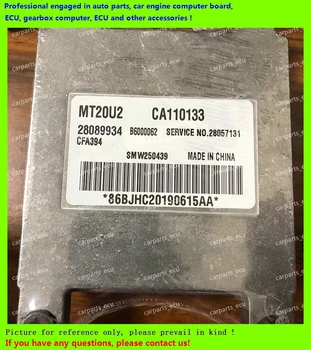 Professional engaged in auto parts, car engine computer board,
ECU, gearbox computer, ECU and other accessories !
MT20U2 CA110133
28089934 B6000062 SERVICE NO.28057131
CFA394
SMW250439 MADE IN CHINA
*86BJHC20190615AA*
carparts_ecu
Picture for reference only, please prevail in kind !
If you have any questions, please contact us!